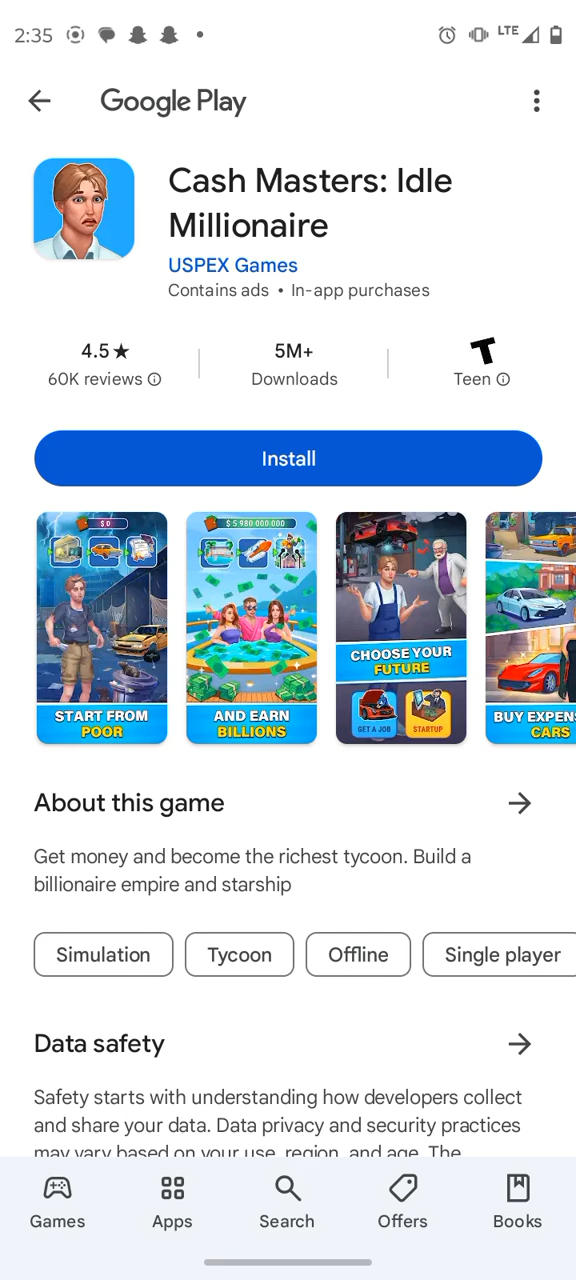 2:35
LTE
Google Play
Cash Masters: Idle
Millionaire
USPEX Games
Contains ads • In-app purchases
4.5★
60K reviews
5M+
Downloads
T
Teen
Install
$ 0
START FROM
POOR
$ 5 980 000 000
AND EARN
BILLIONS
CHOOSE YOUR
FUTURE
GET A JOB
STARTUP
BUY EXPENS
CARS
About this game
Get money and become the richest tycoon. Build a
billionaire empire and starship
Simulation
Tycoon
Offline
Single player
Data safety
Safety starts with understanding how developers collect
and share your data. Data privacy and security practices
may vary based on your use, region, and age. The
Games
Apps
Search
Offers
Books